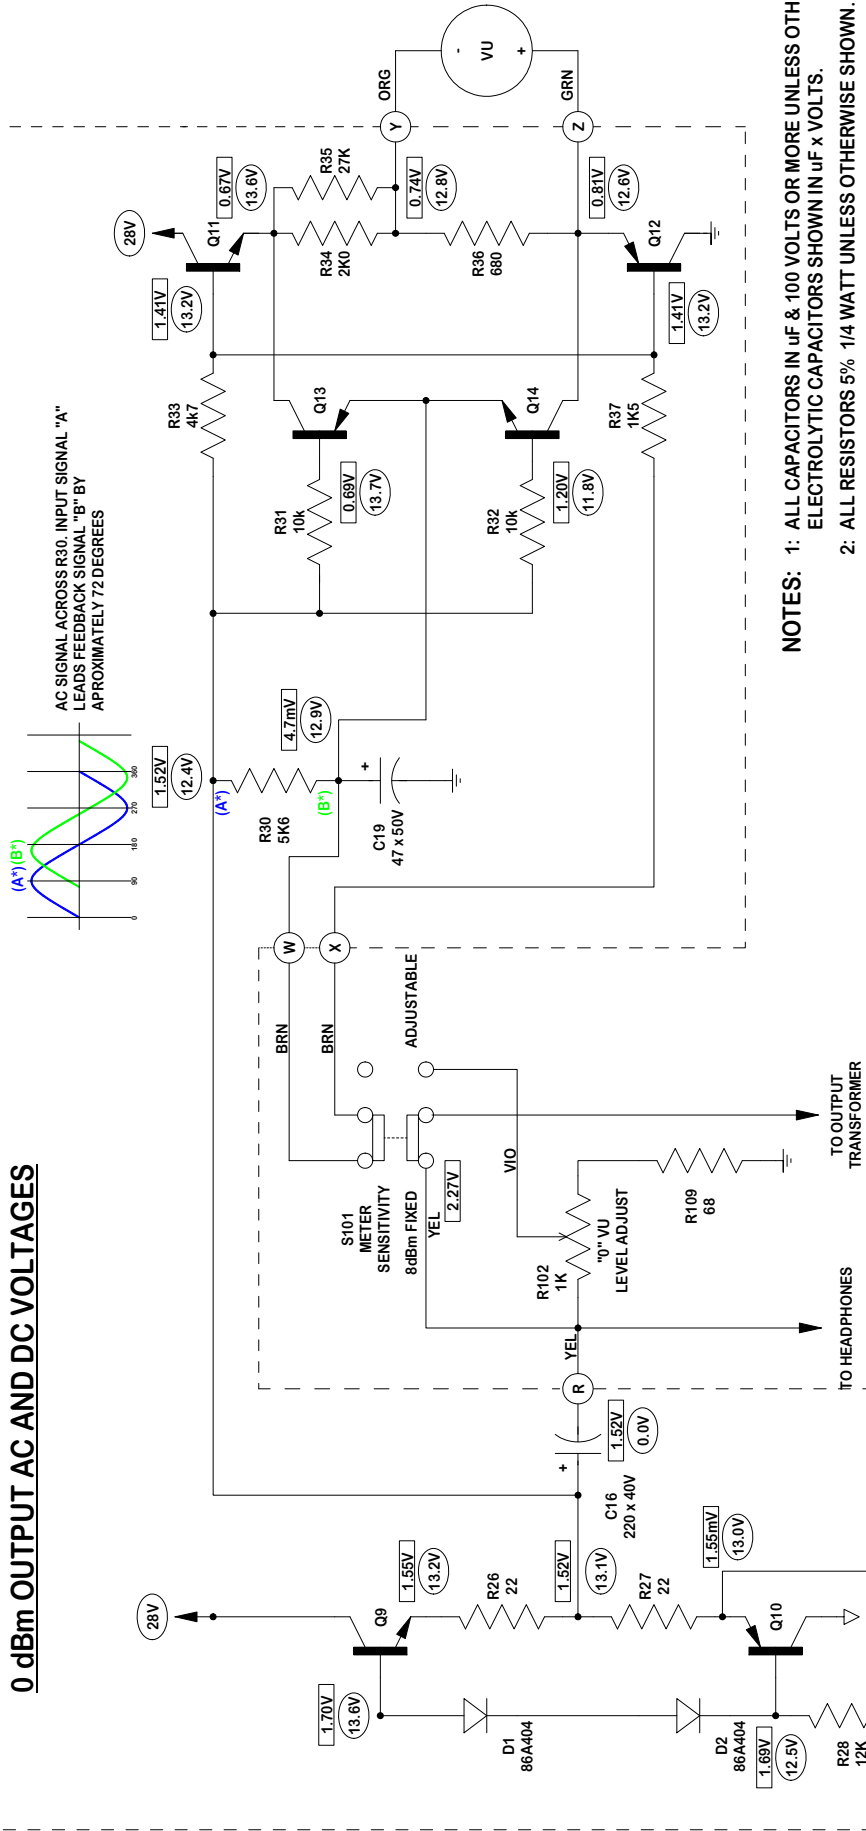 0 dBm OUTPUT AC AND DC VOLTAGES
(A*)
(B*)
0
90
180
270
360
AC SIGNAL ACROSS R30. INPUT SIGNAL "A"
LEADS FEEDBACK SIGNAL "B" BY
APROXIMATELY 72 DEGREES
28V
1.70V
13.6V
Q9
1.55V
13.2V
D1
86A404
R26
22
1.52V
13.1V
R27
22
D2
86A404
1.69V
12.5V
Q10
1.55mV
13.0V
R28
12K
C16
220 x 40V
+
1.52V
0.0V
R
YEL
TO HEADPHONES
R102
1K
"0" VU
LEVEL ADJUST
R109
68
VIO
TO OUTPUT
TRANSFORMER
S101
METER
SENSITIVITY
8dBm FIXED
YEL
2.27V
ADJUSTABLE
BRN
BRN
W
X
1.52V
12.4V
(A*)
R30
5K6
(B*)
4.7mV
12.9V
C19
47 x 50V
+
R31
10k
0.69V
13.7V
Q13
R32
10k
1.20V
11.8V
Q14
R33
4k7
R37
1K5
1.41V
13.2V
28V
Q11
0.67V
13.6V
R34
2K0
R35
27K
0.74V
12.8V
R36
680
0.81V
12.6V
1.41V
13.2V
Q12
Y
ORG
Z
GRN
-
VU
+
NOTES: 1: ALL CAPACITORS IN uF & 100 VOLTS OR MORE UNLESS OTH
ELECTROLYTIC CAPACITORS SHOWN IN uF x VOLTS.
2: ALL RESISTORS 5% 1/4 WATT UNLESS OTHERWISE SHOWN.